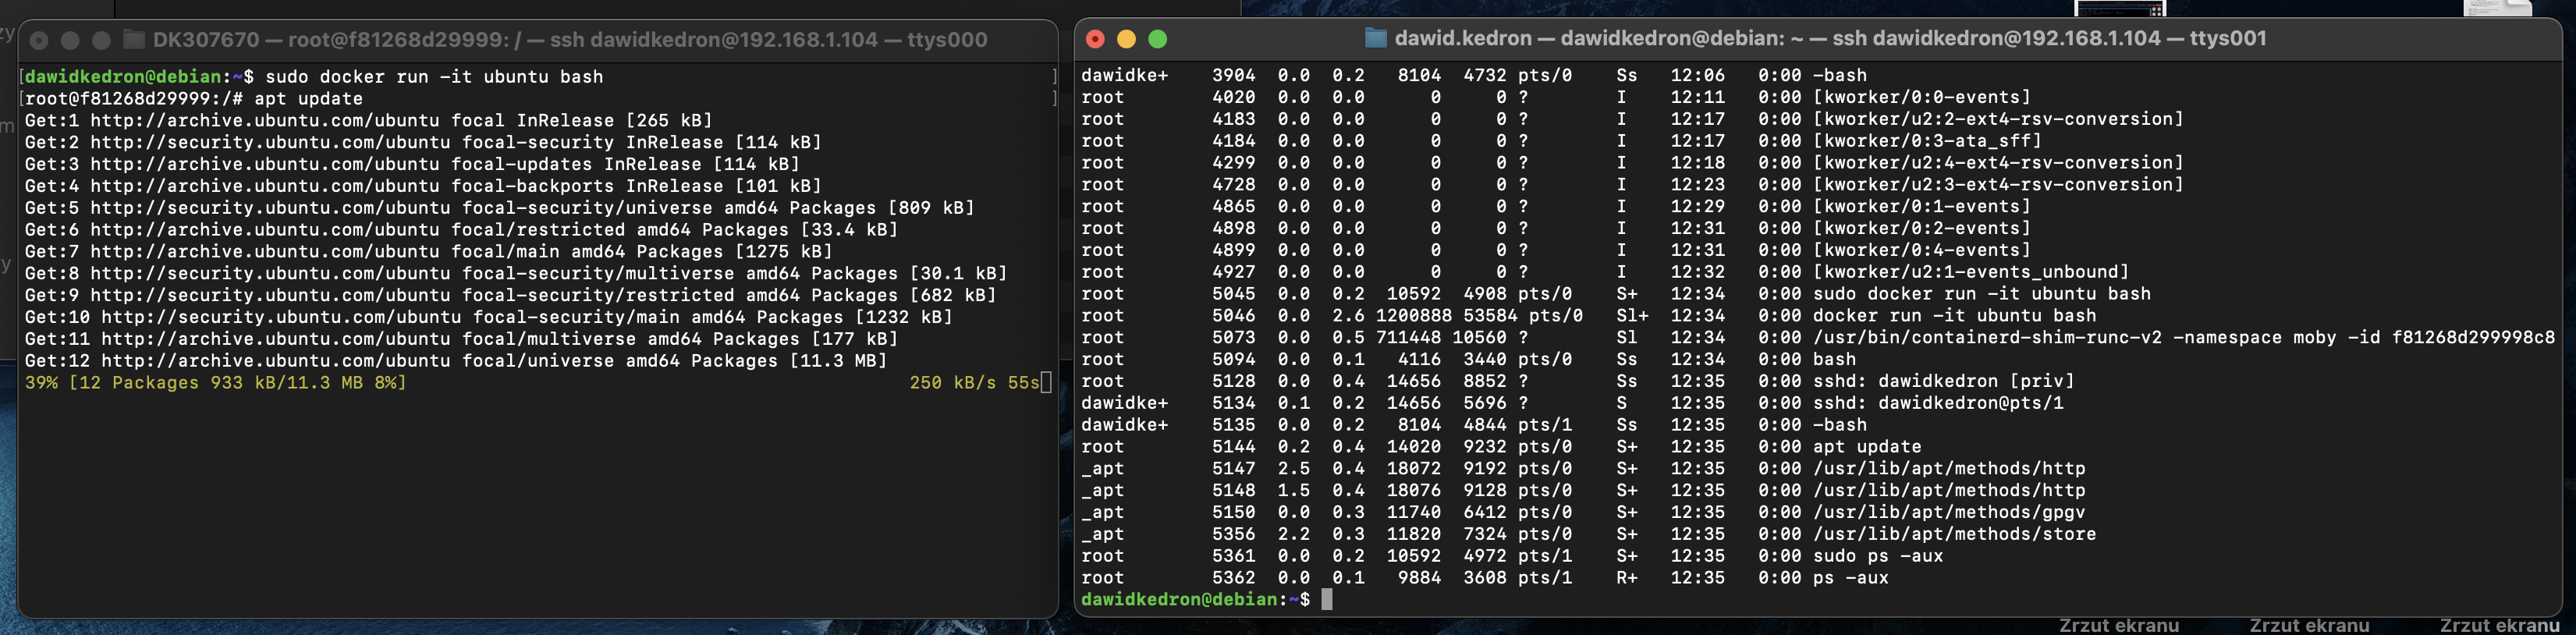 DK307670 — root@f81268d29999: / — ssh dawidkedron@192.168.1.104 — ttys000
[dawidkedron@debian:~$ sudo docker run -it ubuntu bash ]
[root@f81268d29999:/# apt update ]
Get:1 http://archive.ubuntu.com/ubuntu focal InRelease [265 kB]
Get:2 http://security.ubuntu.com/ubuntu focal-security InRelease [114 kB]
Get:3 http://archive.ubuntu.com/ubuntu focal-updates InRelease [114 kB]
Get:4 http://archive.ubuntu.com/ubuntu focal-backports InRelease [101 kB]
Get:5 http://security.ubuntu.com/ubuntu focal-security/universe amd64 Packages [809 kB]
Get:6 http://archive.ubuntu.com/ubuntu focal/restricted amd64 Packages [33.4 kB]
Get:7 http://archive.ubuntu.com/ubuntu focal/main amd64 Packages [1275 kB]
Get:8 http://security.ubuntu.com/ubuntu focal-security/multiverse amd64 Packages [30.1 kB]
Get:9 http://security.ubuntu.com/ubuntu focal-security/restricted amd64 Packages [682 kB]
Get:10 http://security.ubuntu.com/ubuntu focal-security/main amd64 Packages [1232 kB]
Get:11 http://archive.ubuntu.com/ubuntu focal/multiverse amd64 Packages [177 kB]
Get:12 http://archive.ubuntu.com/ubuntu focal/universe amd64 Packages [11.3 MB]
39% [12 Packages 933 kB/11.3 MB 8%] 250 kB/s 55s
dawid.kedron — dawidkedron@debian: ~ — ssh dawidkedron@192.168.1.104 — ttys001
dawidke+ 3904 0.0 0.2 8104 4732 pts/0 Ss 12:06 0:00 -bash
root 4020 0.0 0.0 0 0 ? I 12:11 0:00 [kworker/0:0-events]
root 4183 0.0 0.0 0 0 ? I 12:17 0:00 [kworker/u2:2-ext4-rsv-conversion]
root 4184 0.0 0.0 0 0 ? I 12:17 0:00 [kworker/0:3-ata_sff]
root 4299 0.0 0.0 0 0 ? I 12:18 0:00 [kworker/u2:4-ext4-rsv-conversion]
root 4728 0.0 0.0 0 0 ? I 12:23 0:00 [kworker/u2:3-ext4-rsv-conversion]
root 4865 0.0 0.0 0 0 ? I 12:29 0:00 [kworker/0:1-events]
root 4898 0.0 0.0 0 0 ? I 12:31 0:00 [kworker/0:2-events]
root 4899 0.0 0.0 0 0 ? I 12:31 0:00 [kworker/0:4-events]
root 4927 0.0 0.0 0 0 ? I 12:32 0:00 [kworker/u2:1-events_unbound]
root 5045 0.0 0.2 10592 4908 pts/0 S+ 12:34 0:00 sudo docker run -it ubuntu bash
root 5046 0.0 2.6 1200888 53584 pts/0 Sl+ 12:34 0:00 docker run -it ubuntu bash
root 5073 0.0 0.5 711448 10560 ? Sl 12:34 0:00 /usr/bin/containerd-shim-runc-v2 -namespace moby -id f81268d299998c8
root 5094 0.0 0.1 4116 3440 pts/0 Ss 12:34 0:00 bash
root 5128 0.0 0.4 14656 8852 ? Ss 12:35 0:00 sshd: dawidkedron [priv]
dawidke+ 5134 0.1 0.2 14656 5696 ? S 12:35 0:00 sshd: dawidkedron@pts/1
dawidke+ 5135 0.0 0.2 8104 4844 pts/1 Ss 12:35 0:00 -bash
root 5144 0.2 0.4 14020 9232 pts/0 S+ 12:35 0:00 apt update
_apt 5147 2.5 0.4 18072 9192 pts/0 S+ 12:35 0:00 /usr/lib/apt/methods/http
_apt 5148 1.5 0.4 18076 9128 pts/0 S+ 12:35 0:00 /usr/lib/apt/methods/http
_apt 5150 0.0 0.3 11740 6412 pts/0 S+ 12:35 0:00 /usr/lib/apt/methods/gpgv
_apt 5356 2.2 0.3 11820 7324 pts/0 S+ 12:35 0:00 /usr/lib/apt/methods/store
root 5361 0.0 0.2 10592 4972 pts/1 S+ 12:35 0:00 sudo ps -aux
root 5362 0.0 0.1 9884 3608 pts/1 R+ 12:35 0:00 ps -aux
dawidkedron@debian:~$
Zrzut ekranu Zrzut ekranu Zrzut ekranu